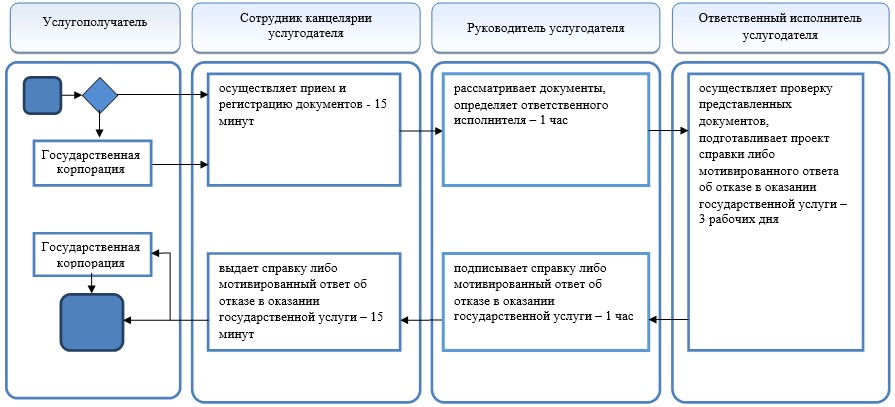 Услугополучатель
Сотрудник канцелярии
услугодателя
Руководитель услугодателя
Ответственный исполнитель
услугодателя
осуществляет прием и
регистрацию документов - 15
минут
рассматривает документы,
определяет ответственного
исполнителя – 1 час
осуществляет проверку
представленных
документов,
подготавливает проект
справки либо
мотивированного ответа
об отказе в оказании
государственной услуги –
3 рабочих дня
Государственная
корпорация
Государственная
корпорация
выдает справку либо
мотивированный ответ об
отказе в оказании
государственной услуги – 15
минут
подписывает справку либо
мотивированный ответ об
отказе в оказании
государственной услуги – 1 час